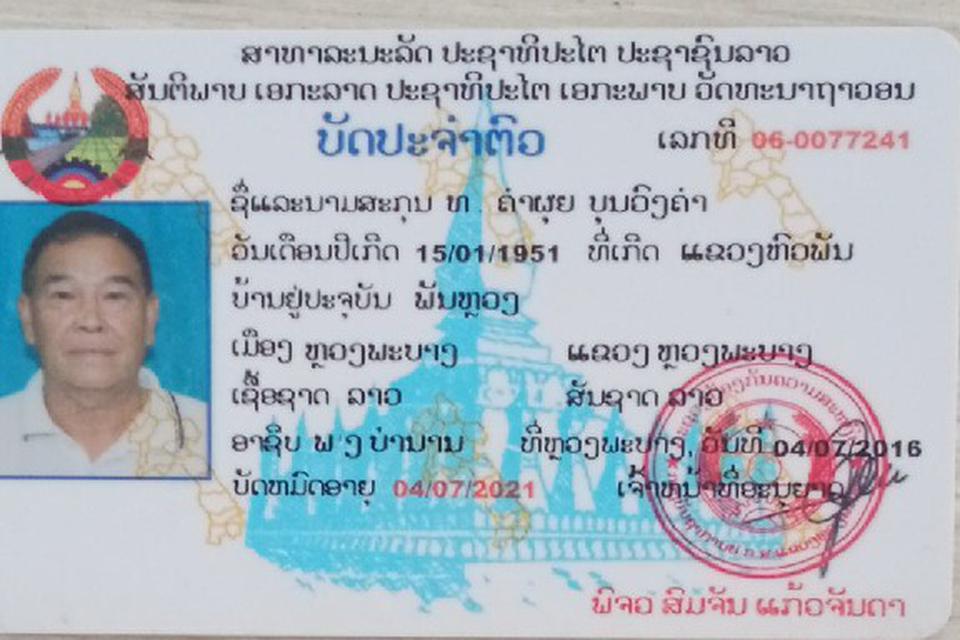 ສາທາລະນະລັດ ປະຊາທິປະໄຕ ປະຊາຊົນລາວ
ສັນຕິພາບ ເອກະລາດ ປະຊາທິປະໄຕ ເອກະພາບ ວັດທະນາຖາວອນ
ບັດປະຈຳຕົວ ເລກທີ 06-0077241
ຊື່ແລະນາມສະກຸນ ທ . ຄຳຜຸຍ ບຸນວົງຄຳ
ວັນເດືອນປີເກີດ 15/01/1951 ທີ່ເກີດ ແຂວງຫົວພັນ
ບ້ານຢູ່ປະຈຸບັນ ພັນຫຼວງ
ເມືອງ ຫຼວງພະບາງ ແຂວງ ຫຼວງພະບາງ
ເຊື້ອຊາດ ລາວ ສັນຊາດ ລາວ
ອາຊີບ ພ ງ ບຳນານ ທີ່ຫຼວງພະບາງ, ວັນທີ 04/07/2016
ບັດຫມົດອາຍຸ 04/07/2021 ເຈົ້າຫນ້າທີ່ອະນຸຍາດ
ພິຈວ ສົມຈັນ ແກ້ວຈັນດາ